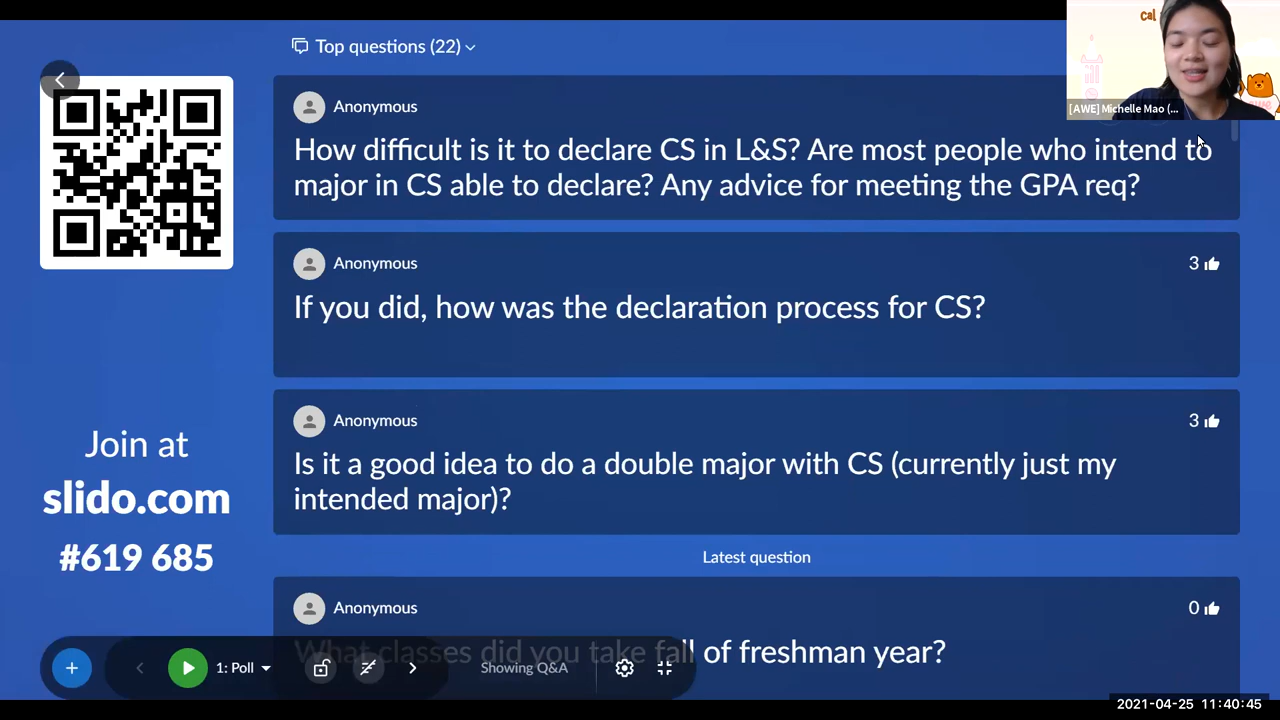 Top questions (22)
Cal
[AWE] Michelle Mao (...
Anonymous
How difficult is it to declare CS in L&S? Are most people who intend to
major in CS able to declare? Any advice for meeting the GPA req?
Anonymous
3
If you did, how was the declaration process for CS?
Anonymous
3
Is it a good idea to do a double major with CS (currently just my
intended major)?
Join at
slido.com
#619 685
Latest question
Anonymous
0
What classes did you take fall of freshman year?
1: Poll
Showing Q&A
2021-04-25 11:40:45